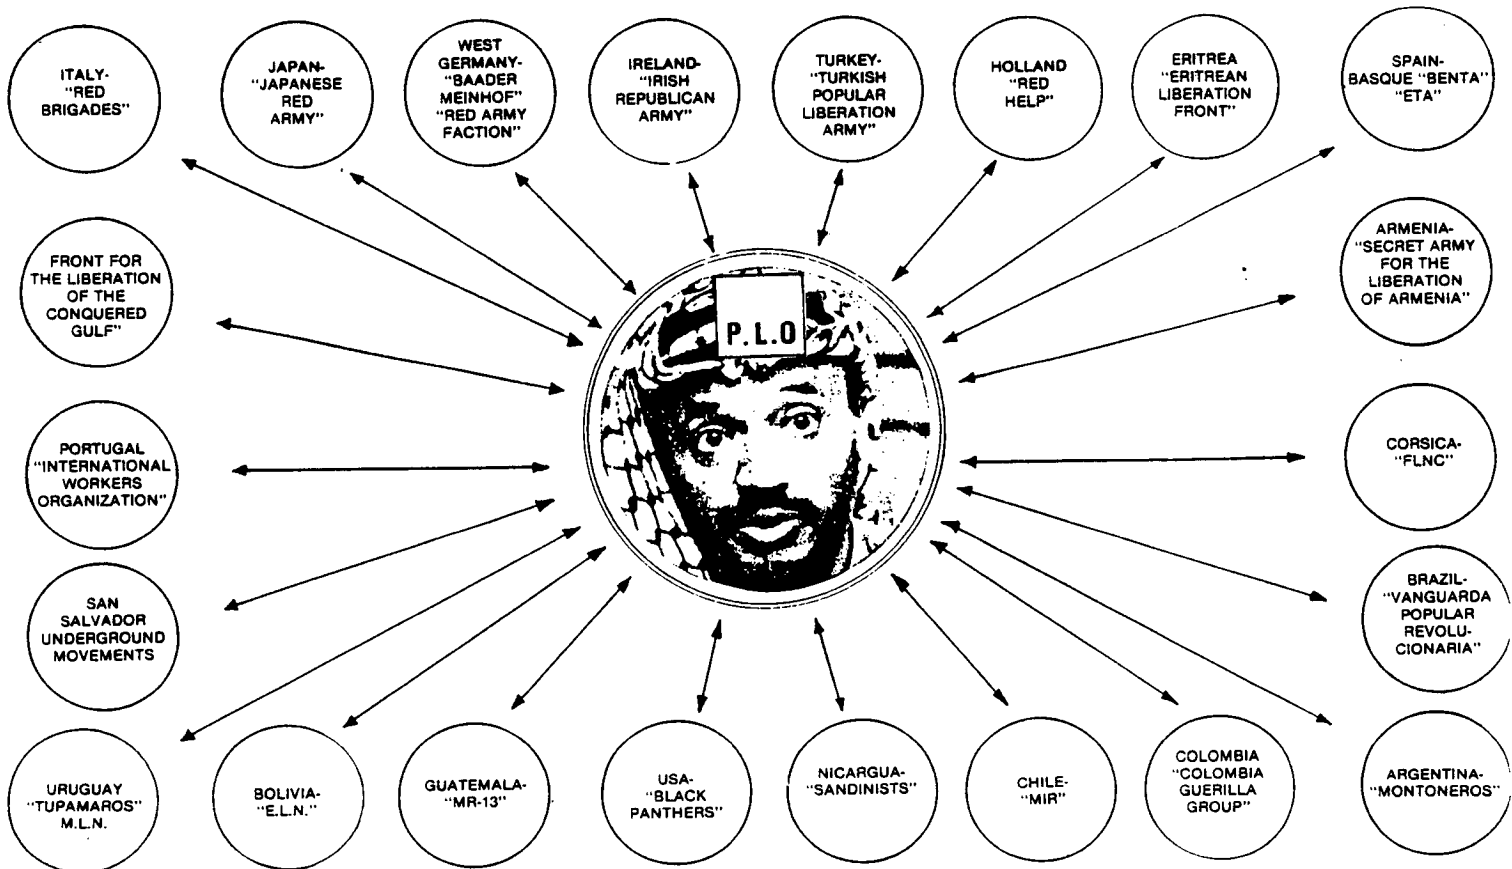 ITALY-
"RED
BRIGADES"
JAPAN-
"JAPANESE
RED
ARMY"
WEST
GERMANY-
"BAADER
MEINHOF"
"RED ARMY
FACTION"
IRELAND-
"IRISH
REPUBLICAN
ARMY"
TURKEY-
"TURKISH
POPULAR
LIBERATION
ARMY"
HOLLAND
"RED
HELP"
ERITREA
"ERITREAN
LIBERATION
FRONT"
SPAIN-
BASQUE "BENTA"
"ETA"
FRONT FOR
THE LIBERATION
OF THE
CONQUERED
GULF"
P.L.O
ARMENIA-
"SECRET ARMY
FOR THE
LIBERATION
OF ARMENIA"
PORTUGAL
"INTERNATIONAL
WORKERS
ORGANIZATION"
CORSICA-
"FLNC"
SAN
SALVADOR
UNDERGROUND
MOVEMENTS
BRAZIL-
"VANGUARDA
POPULAR
REVOLU-
CIONARIA"
URUGUAY
"TUPAMAROS"
M.L.N.
BOLIVIA-
"E.L.N."
GUATEMALA-
"MR-13"
USA-
"BLACK
PANTHERS"
NICARGUA-
"SANDINISTS"
CHILE-
"MIR"
COLOMBIA
"COLOMBIA
GUERILLA
GROUP"
ARGENTINA-
"MONTONEROS"